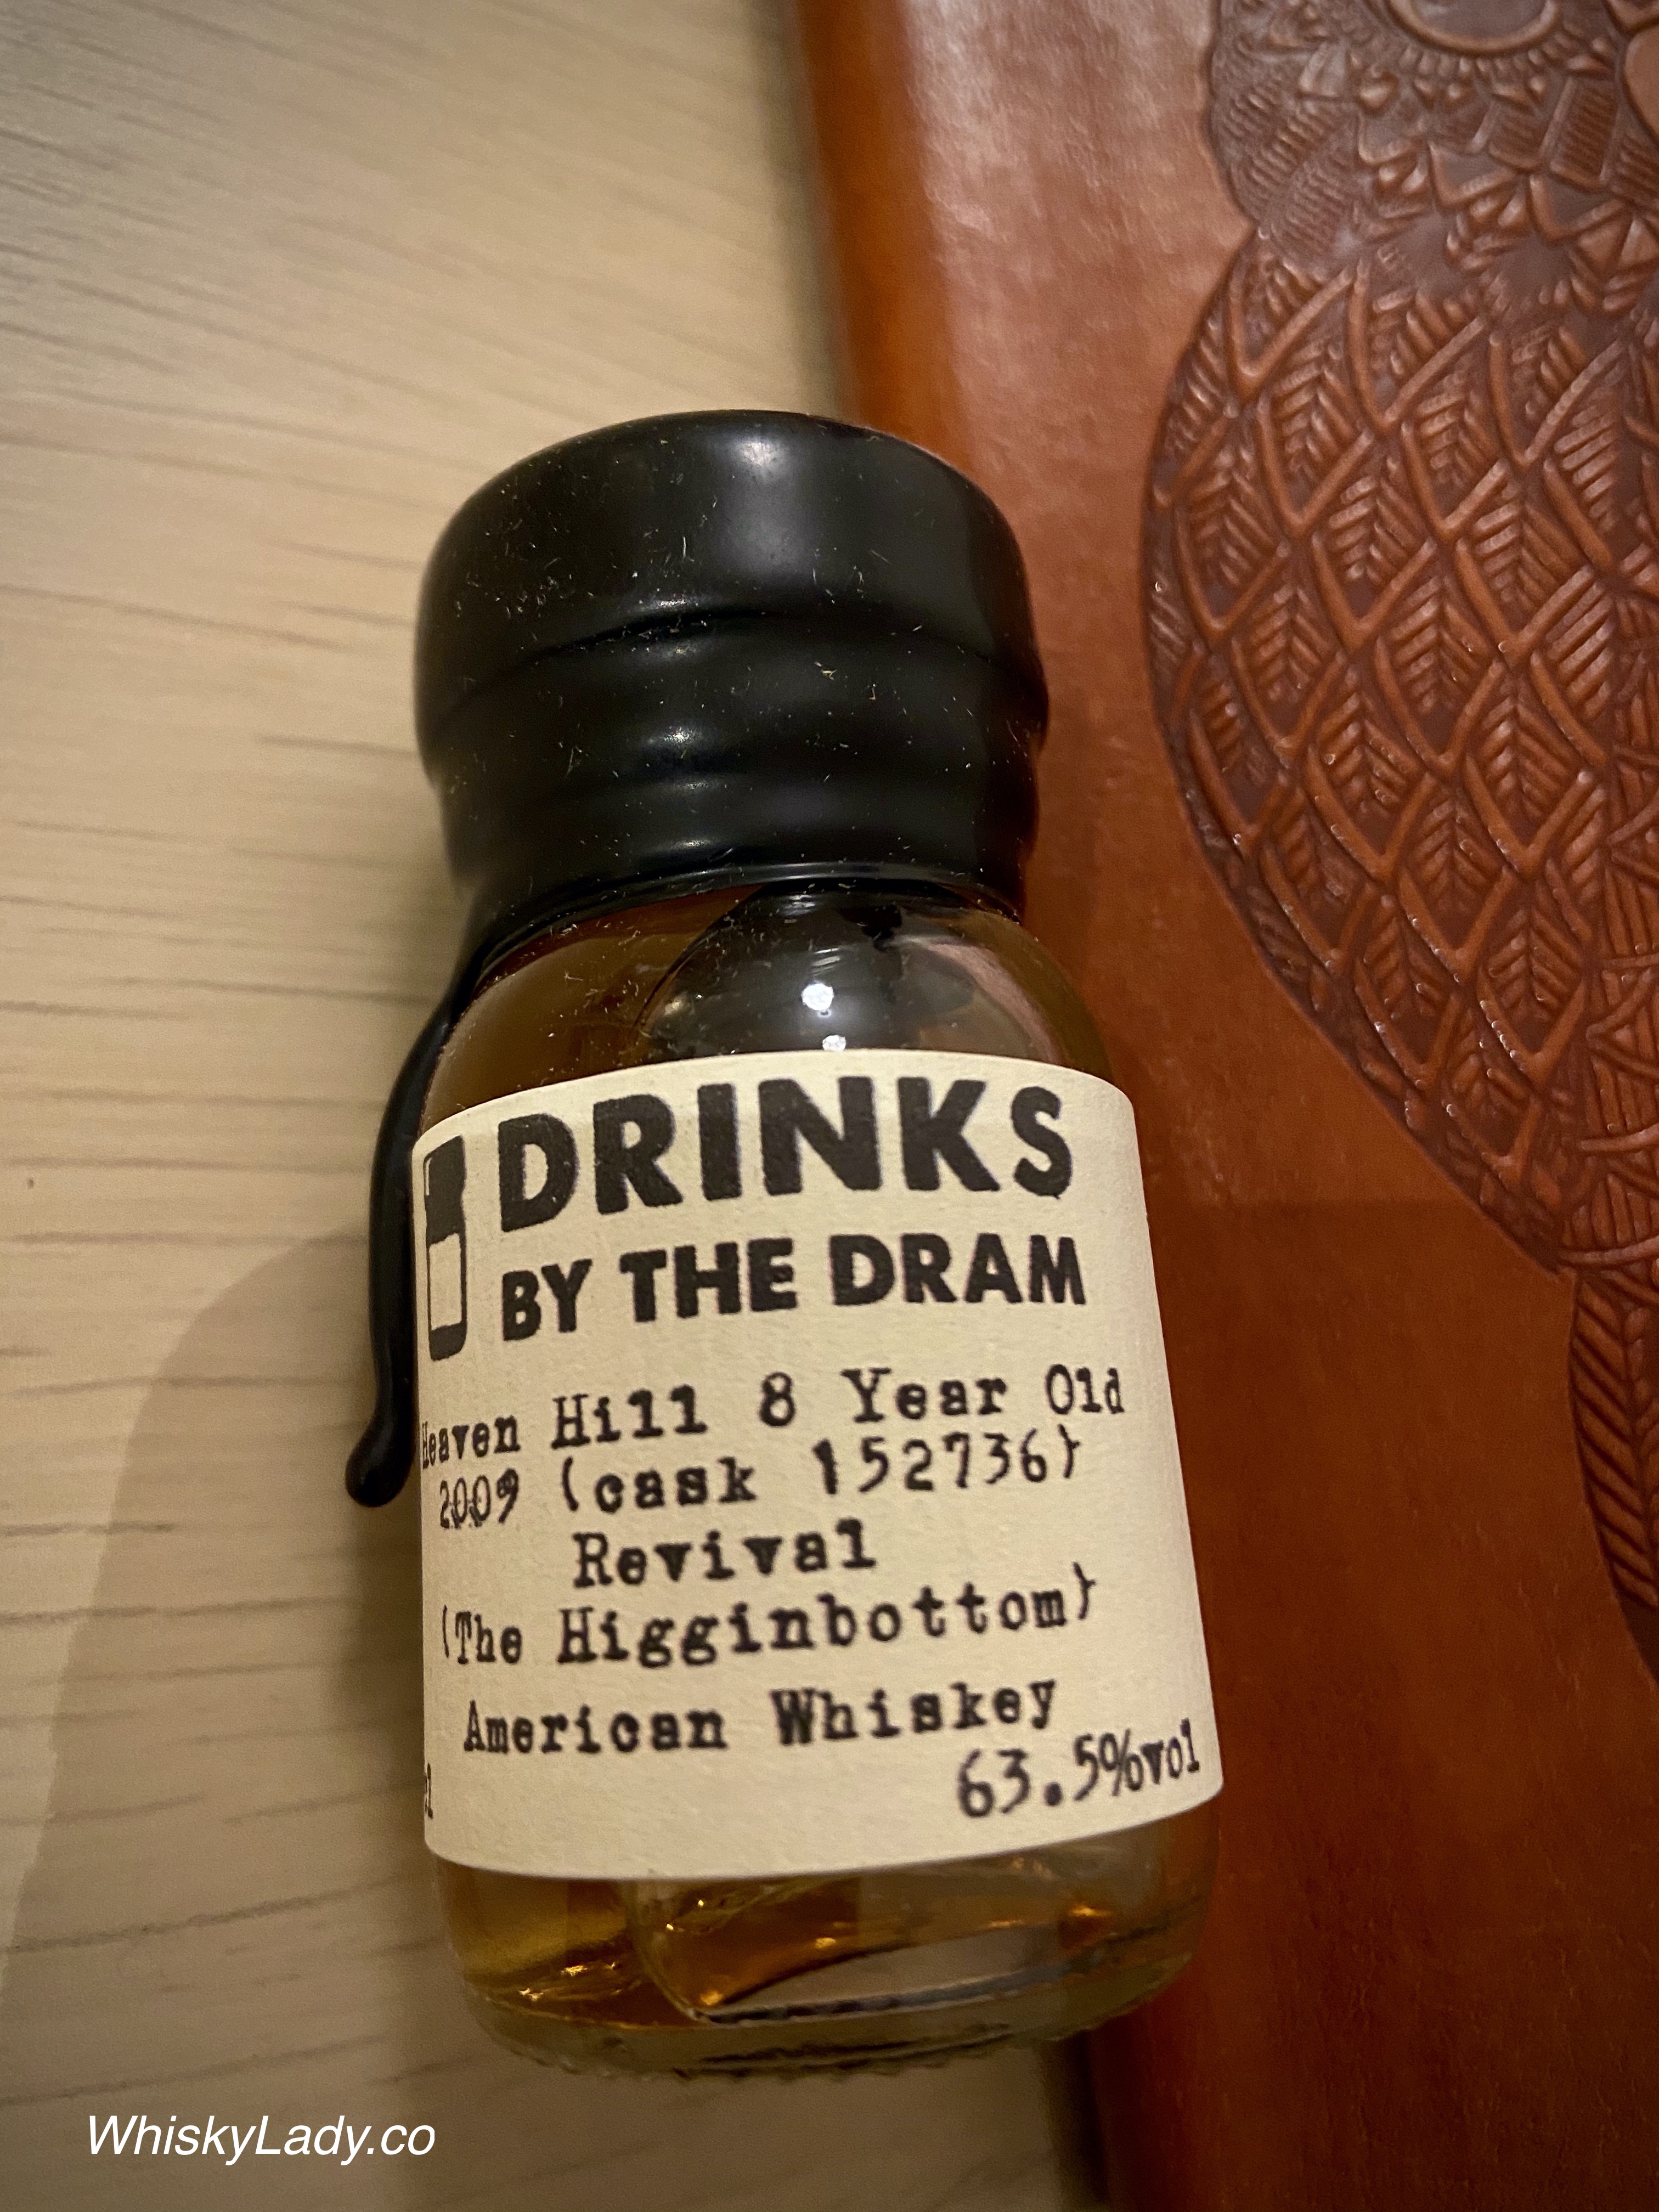 DRINKS
BY THE DRAM
Heaven Hill 8 Year Old
2009 (cask 152736)
Revival
(The Higginbottom)
American Whiskey
63.5%vol
WhiskyLady.co